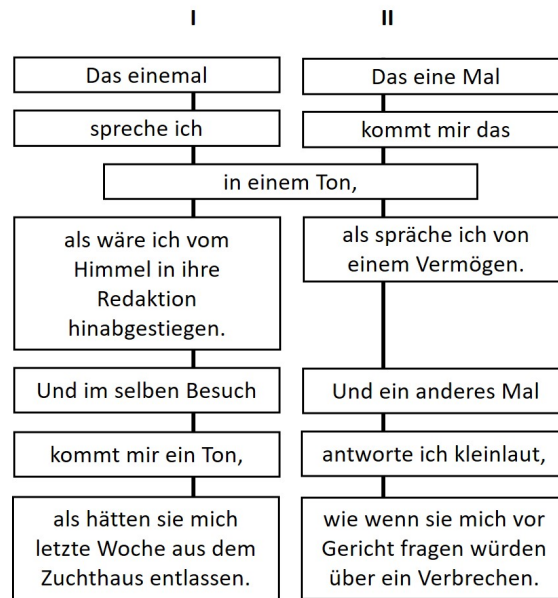 I
II
Das einemal
Das eine Mal
spreche ich
kommt mir das
in einem Ton,
als wäre ich vom
Himmel in ihre
Redaktion
hinabgestiegen.
als spräche ich von
einem Vermögen.
Und im selben Besuch
Und ein anderes Mal
kommt mir ein Ton,
antworte ich kleinlaut,
als hätten sie mich
letzte Woche aus dem
Zuchthaus entlassen.
wie wenn sie mich vor
Gericht fragen würden
über ein Verbrechen.